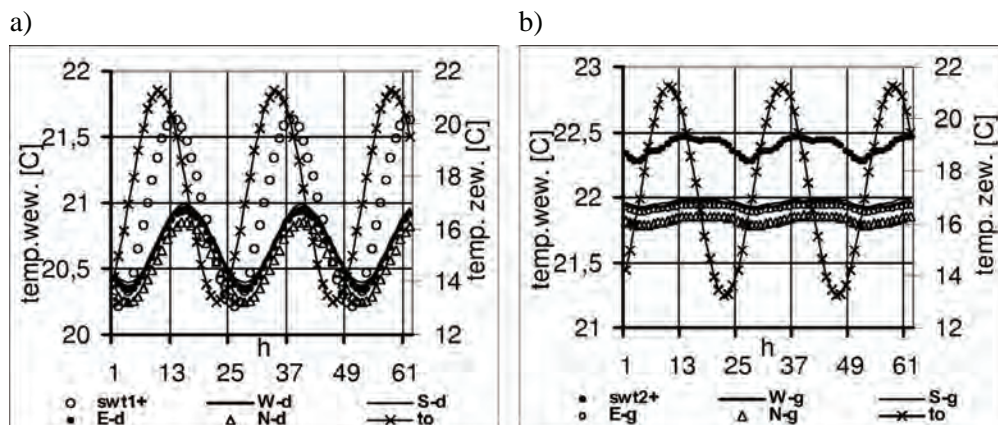 a)
22
21,5
21
20,5
20
temp.wew. [C]
22
20
18
16
14
12
temp. zew. [C]
h
1 13 25 37 49 61
swt1+ W-d S-d
E-d N-d to
b)
23
22,5
22
21,5
21
temp.wew. [C]
22
20
18
16
14
12
temp. zew. [C]
h
1 13 25 37 49 61
swt2+ W-g S-g
E-g N-g to